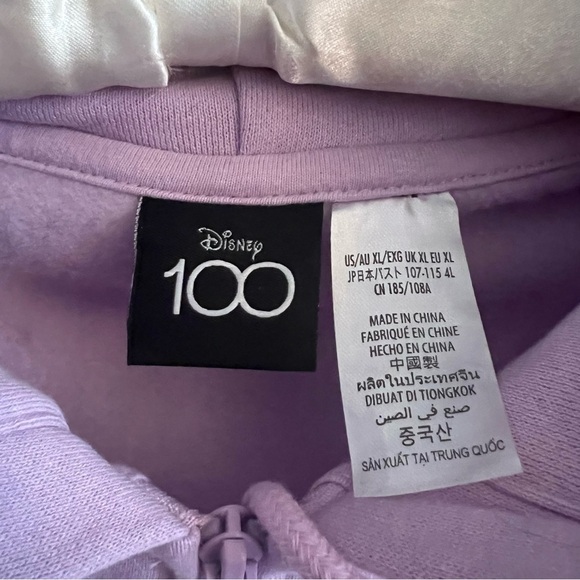 Disney
100
US/AU XL/EXG UK XL EU XL
JP日本バスト 107-115 4L
CN 185/108A
MADE IN CHINA
FABRIQUÉ EN CHINE
HECHO EN CHINA
中國製
ผลิตในประเทศจีน
DIBUAT DI TIONGKOK
صنع في الصين
중국산
SẢN XUẤT TẠI TRUNG QUỐC